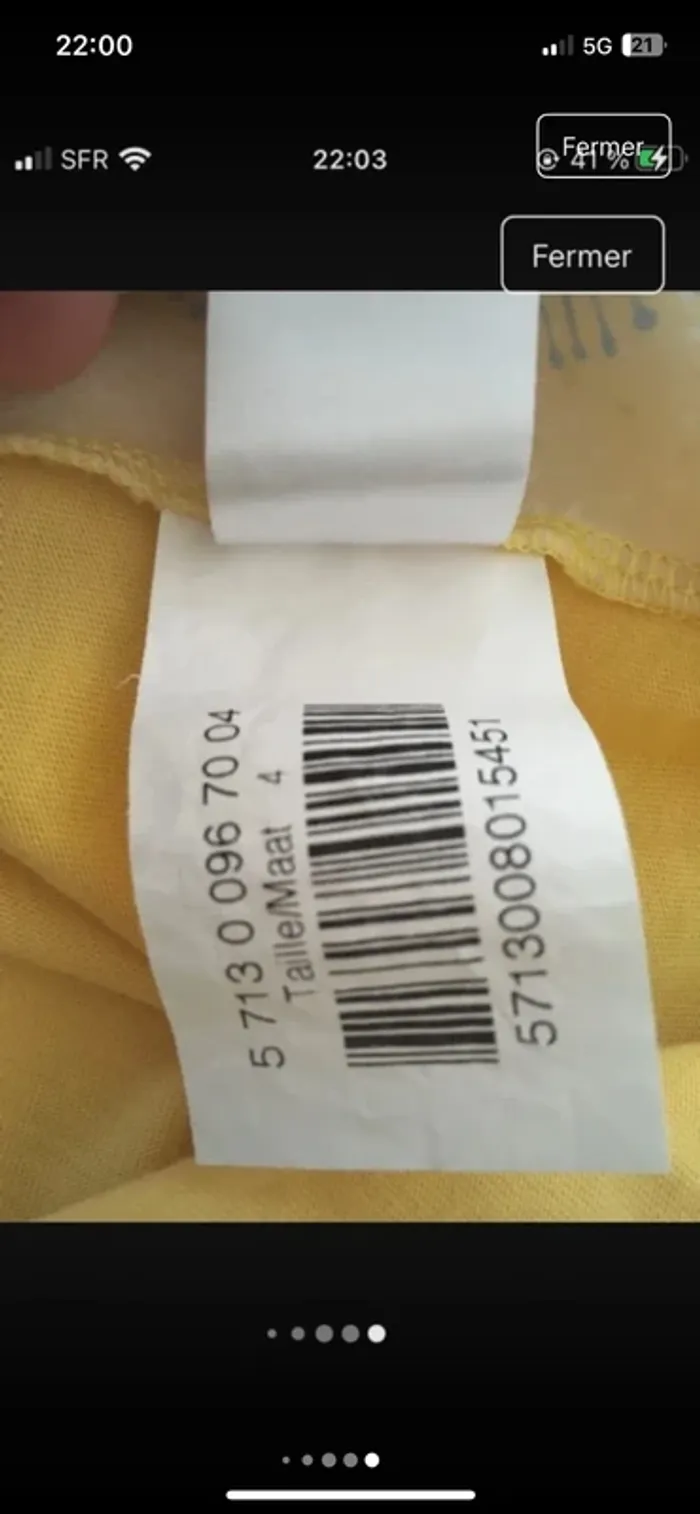 22:00
5G
21
Fermer
SFR
22:03
41 %
Fermer
5 713 0 096 70 04
Taille/Maat 4
5713008015451